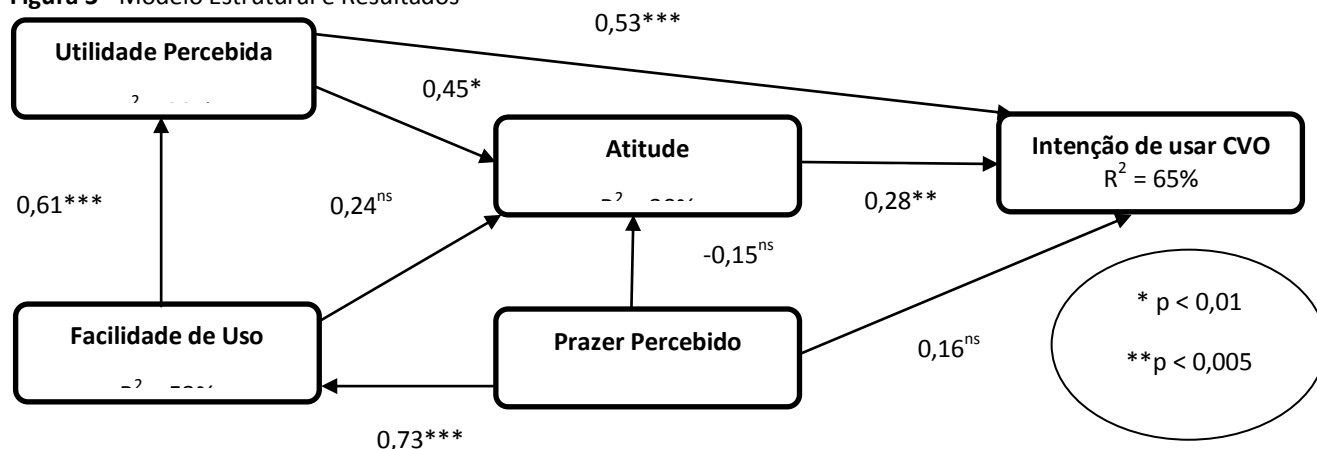 Modelo Estrutural e Resultados
0,53***
Utilidade Percebida
0,45*
Atitude
Intenção de usar CVO
R² = 65%
0,61***
0,24ⁿˢ
0,28**
-0,15ⁿˢ
Facilidade de Uso
Prazer Percebido
0,16ⁿˢ
* p < 0,01
**p < 0,005
0,73***